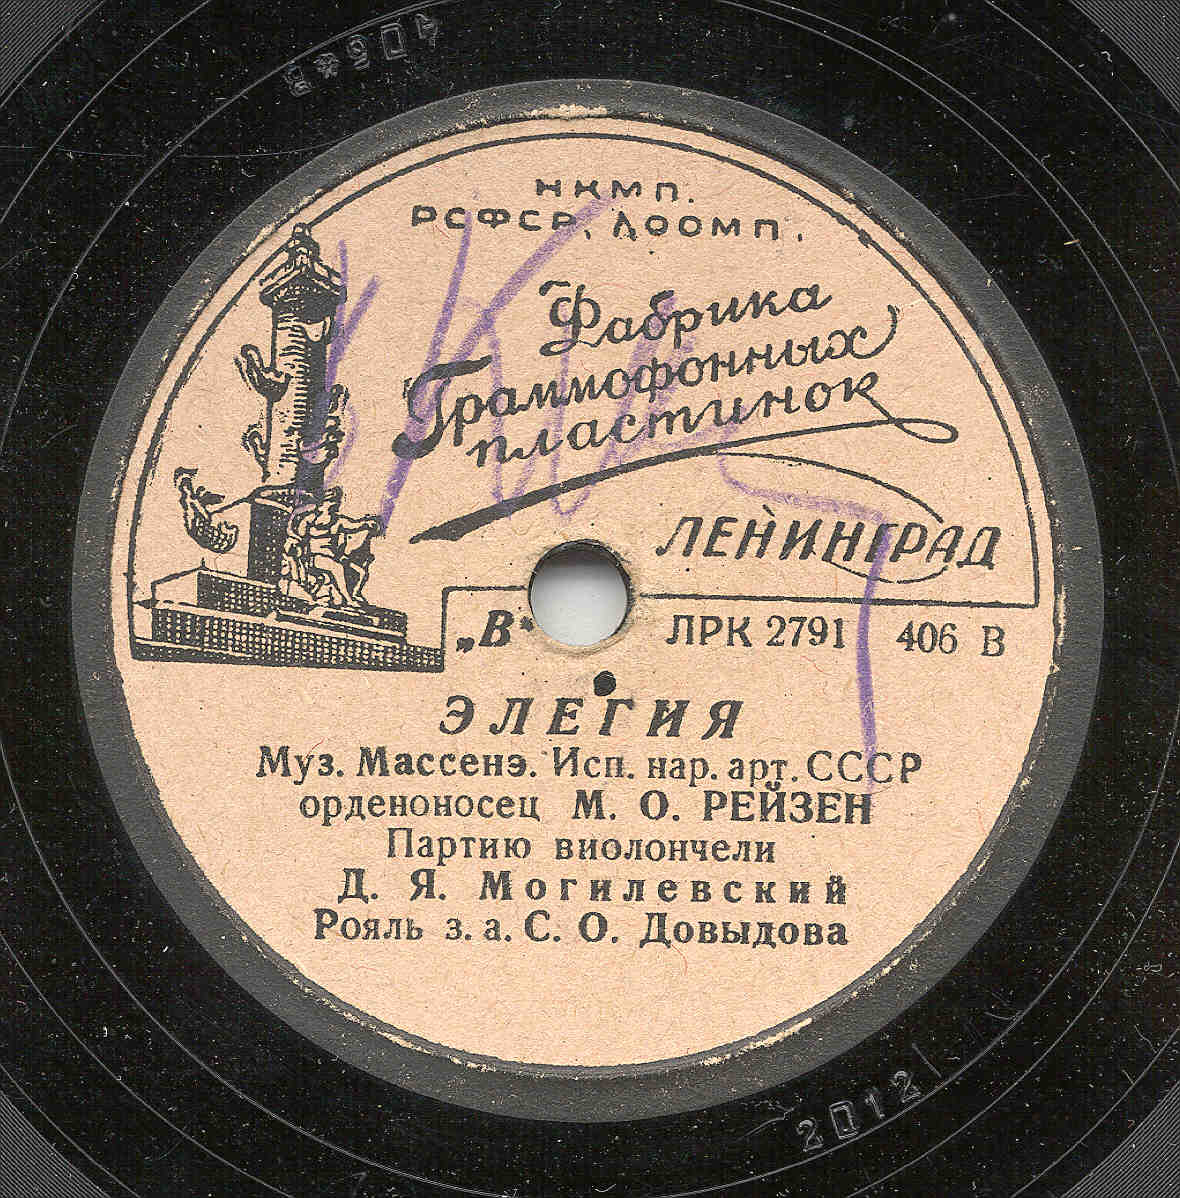 НКМП.
РСФСР, ЛООМП.
Фабрика
Граммофонных
пластинок
ЛЕНИНГРАД
„В“ ЛРК 2791 406 В
ЭЛЕГИЯ
Муз. Массенэ. Исп. нар. арт. СССР
орденоносец М. О. РЕЙЗЕН
Партию виолончели
Д. Я. Могилевский
Рояль з. а. С. О. Довыдова